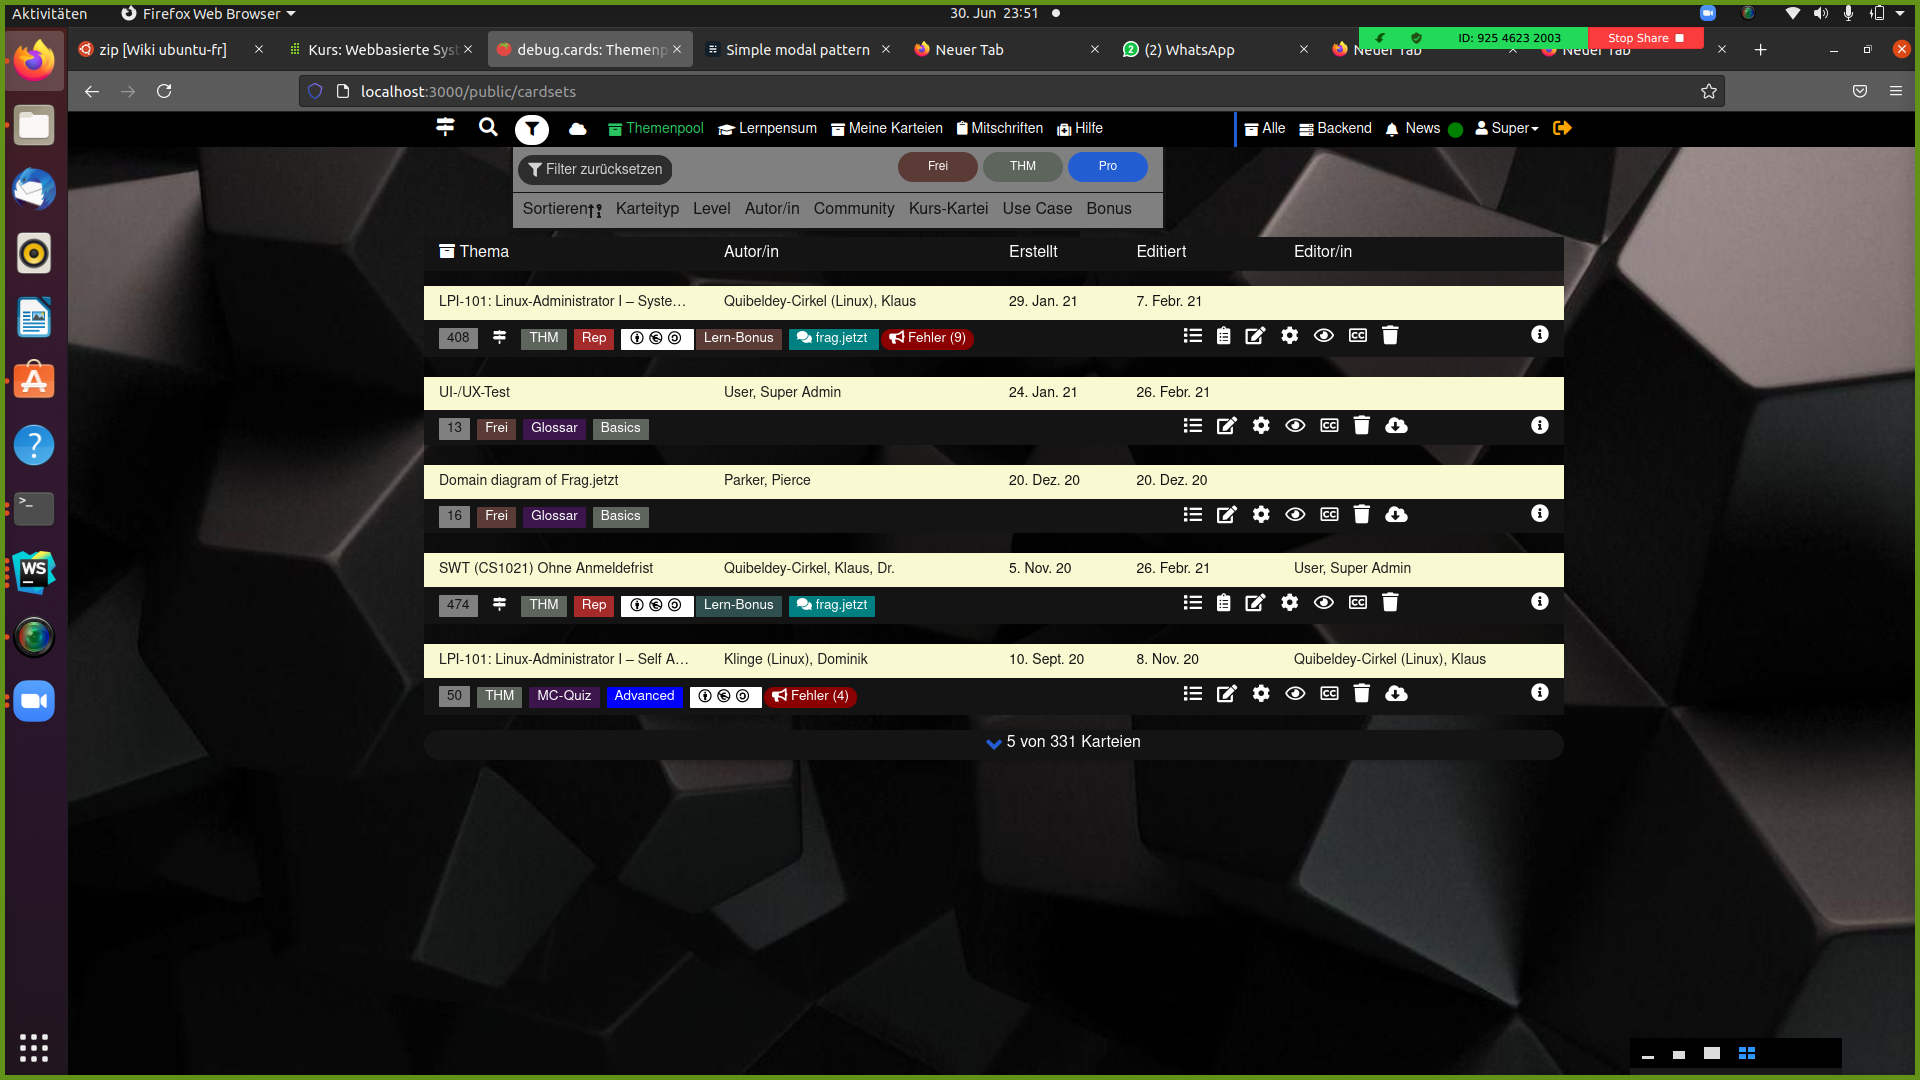 Aktivitäten
Firefox Web Browser
30. Jun 23:51
zip [Wiki ubuntu-fr]
Kurs: Webbasierte Syst
debug.cards: Themenp
Simple modal pattern
Neuer Tab
(2) WhatsApp
Neuer Tab
Neuer Tab
ID: 925 4623 2003
Stop Share
localhost:3000/public/cardsets
Themenpool
Lernpensum
Meine Karteien
Mitschriften
Hilfe
Alle
Backend
News
Super
Filter zurücksetzen
Frei
THM
Pro
Sortieren
Karteityp
Level
Autor/in
Community
Kurs-Kartei
Use Case
Bonus
Thema Autor/in Erstellt Editiert Editor/in
LPI-101: Linux-Administrator I – Syste… Quibeldey-Cirkel (Linux), Klaus 29. Jan. 21 7. Febr. 21
408 THM Rep Lern-Bonus frag.jetzt Fehler (9)
UI-/UX-Test User, Super Admin 24. Jan. 21 26. Febr. 21
13 Frei Glossar Basics
Domain diagram of Frag.jetzt Parker, Pierce 20. Dez. 20 20. Dez. 20
16 Frei Glossar Basics
SWT (CS1021) Ohne Anmeldefrist Quibeldey-Cirkel, Klaus, Dr. 5. Nov. 20 26. Febr. 21 User, Super Admin
474 THM Rep Lern-Bonus frag.jetzt
LPI-101: Linux-Administrator I – Self A… Klinge (Linux), Dominik 10. Sept. 20 8. Nov. 20 Quibeldey-Cirkel (Linux), Klaus
50 THM MC-Quiz Advanced Fehler (4)
5 von 331 Karteien